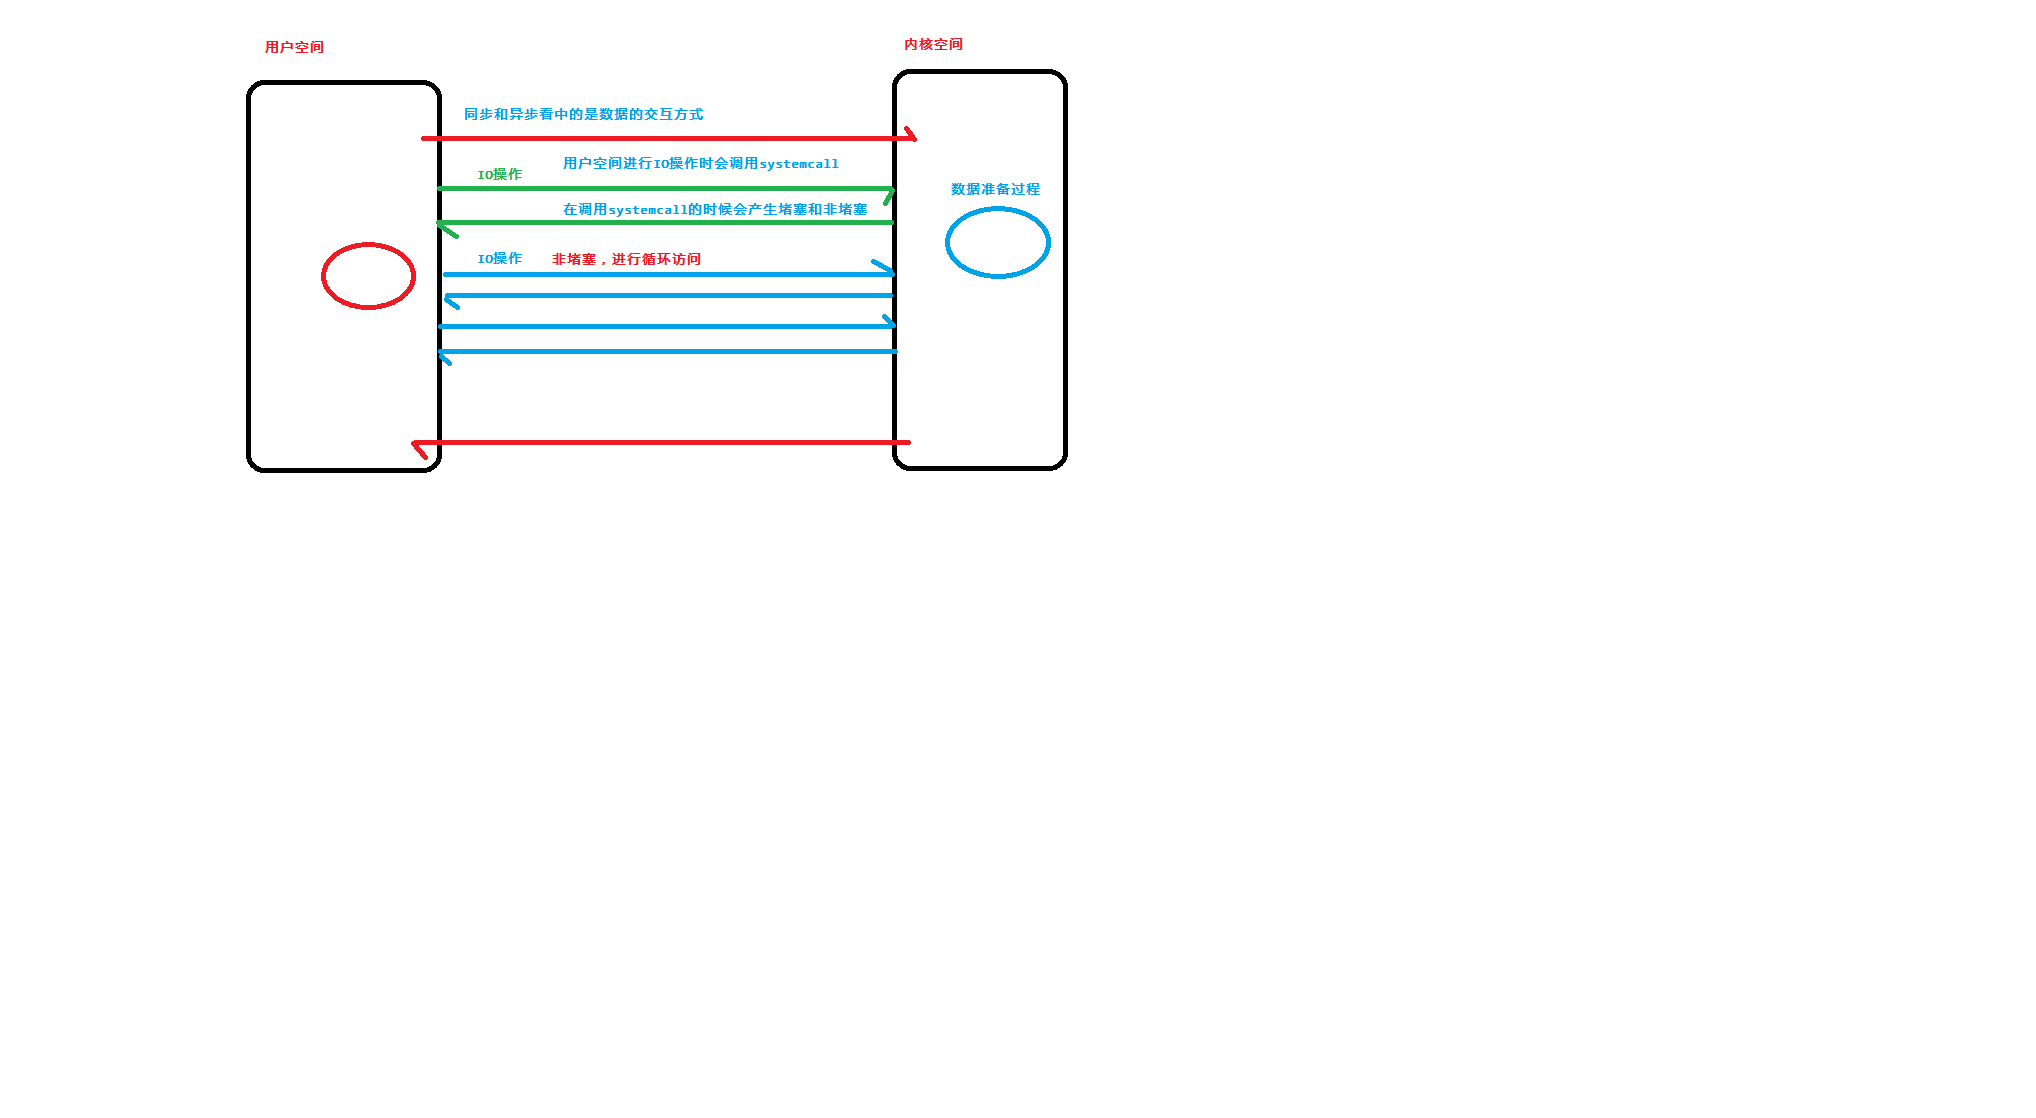 用户空间
内核空间
同步和异步看中的是数据的交互方式
用户空间进行IO操作时会调用systemcall
IO操作
数据准备过程
在调用systemcall的时候会产生堵塞和非堵塞
IO操作
非堵塞，进行循环访问